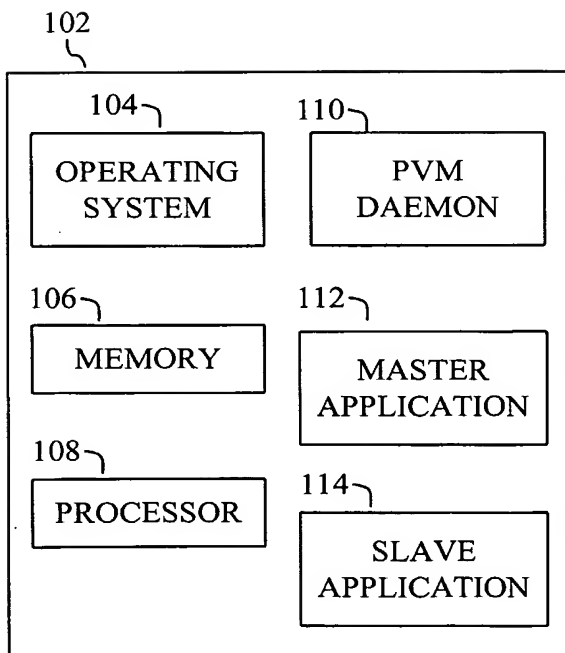 102
104
OPERATING
SYSTEM
110
PVM
DAEMON
106
MEMORY
112
MASTER
APPLICATION
108
PROCESSOR
114
SLAVE
APPLICATION